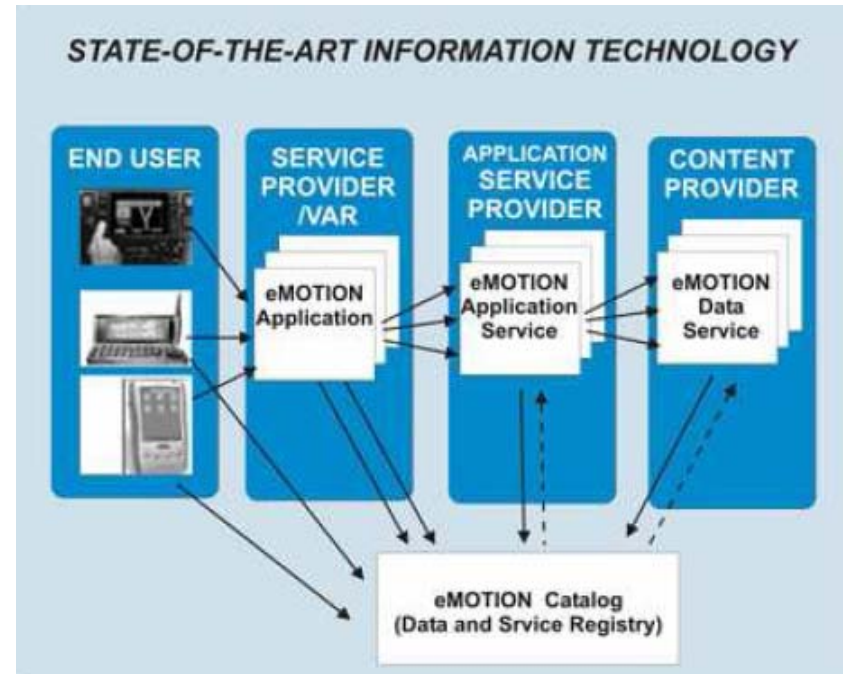 STATE-OF-THE-ART INFORMATION TECHNOLOGY
END USER
SERVICE
PROVIDER
/VAR
eMOTION
Application
APPLICATION
SERVICE
PROVIDER
eMOTION
Application
Service
CONTENT
PROVIDER
eMOTION
Data
Service
eMOTION Catalog
(Data and Srvice Registry)